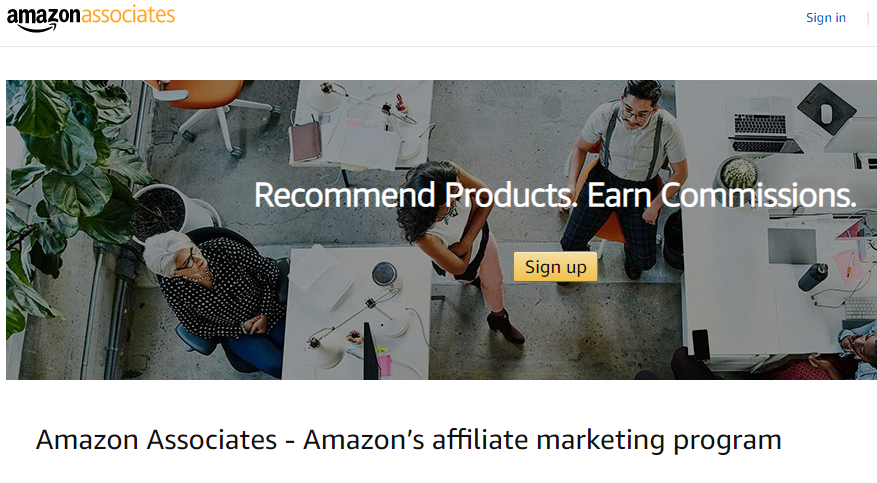 amazonassociates
Sign in
Recommend Products. Earn Commissions.
Sign up
Amazon Associates - Amazon’s affiliate marketing program